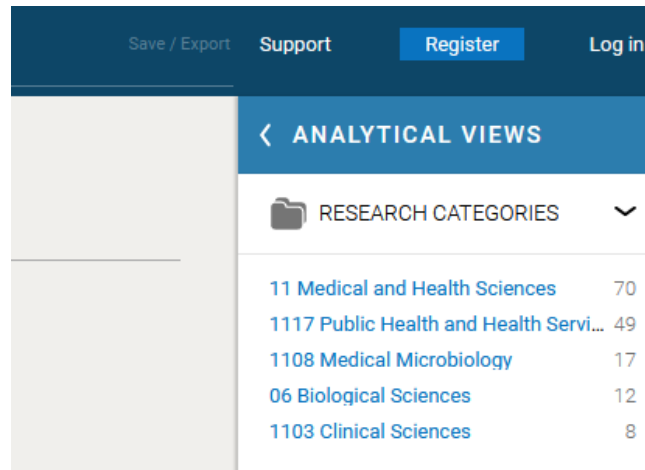 Save / Export Support Register Log in
ANALYTICAL VIEWS
RESEARCH CATEGORIES
11 Medical and Health Sciences 70
1117 Public Health and Health Servi... 49
1108 Medical Microbiology 17
06 Biological Sciences 12
1103 Clinical Sciences 8